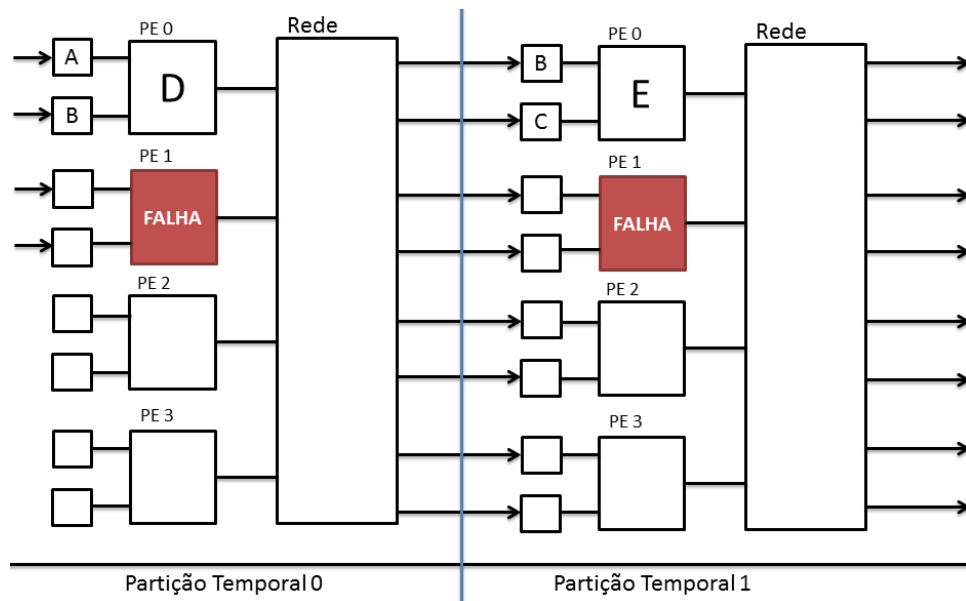 PE 0
Rede
A
D
B
PE 1
FALHA
PE 2
PE 3
Partição Temporal 0
PE 0
Rede
B
E
C
PE 1
FALHA
PE 2
PE 3
Partição Temporal 1